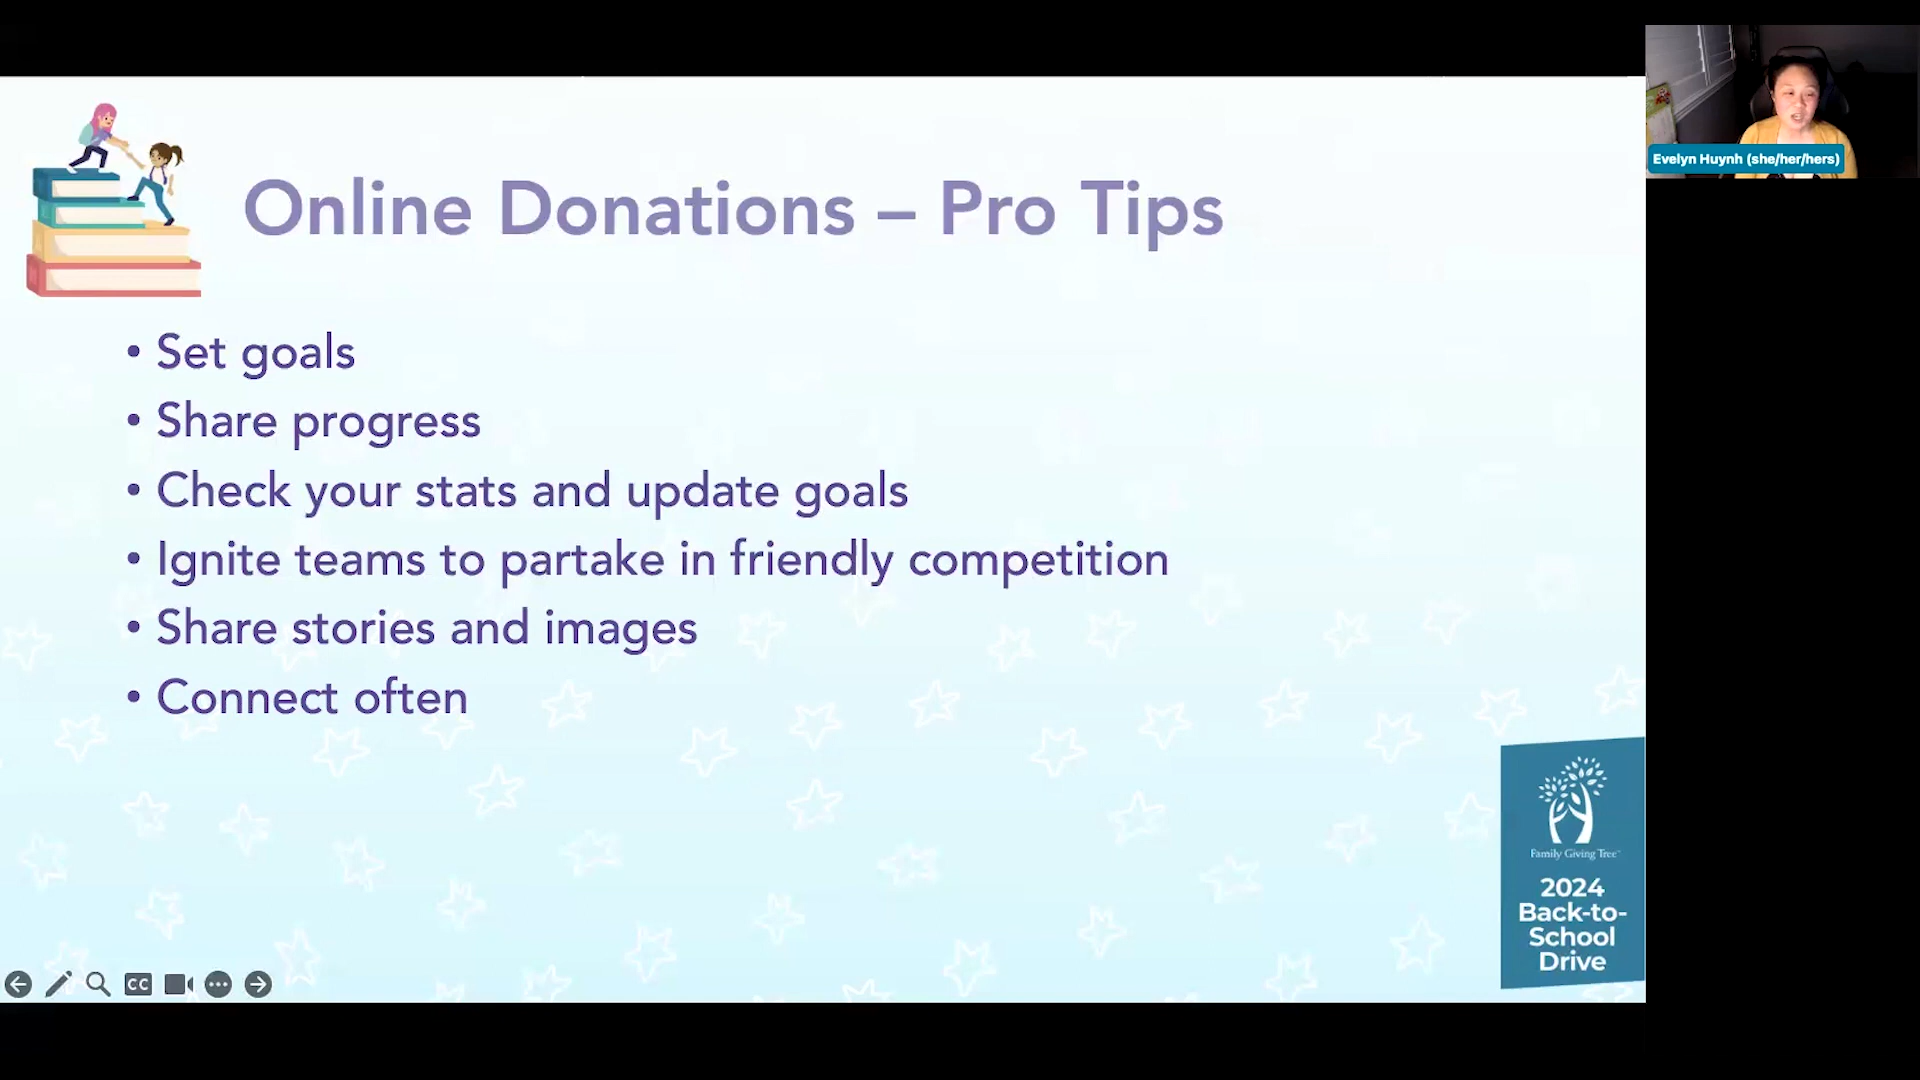 Evelyn Huynh (she/her/hers)
Online Donations – Pro Tips
• Set goals
• Share progress
• Check your stats and update goals
• Ignite teams to partake in friendly competition
• Share stories and images
• Connect often
Family Giving Tree™
2024
Back-to-
School
Drive
CC